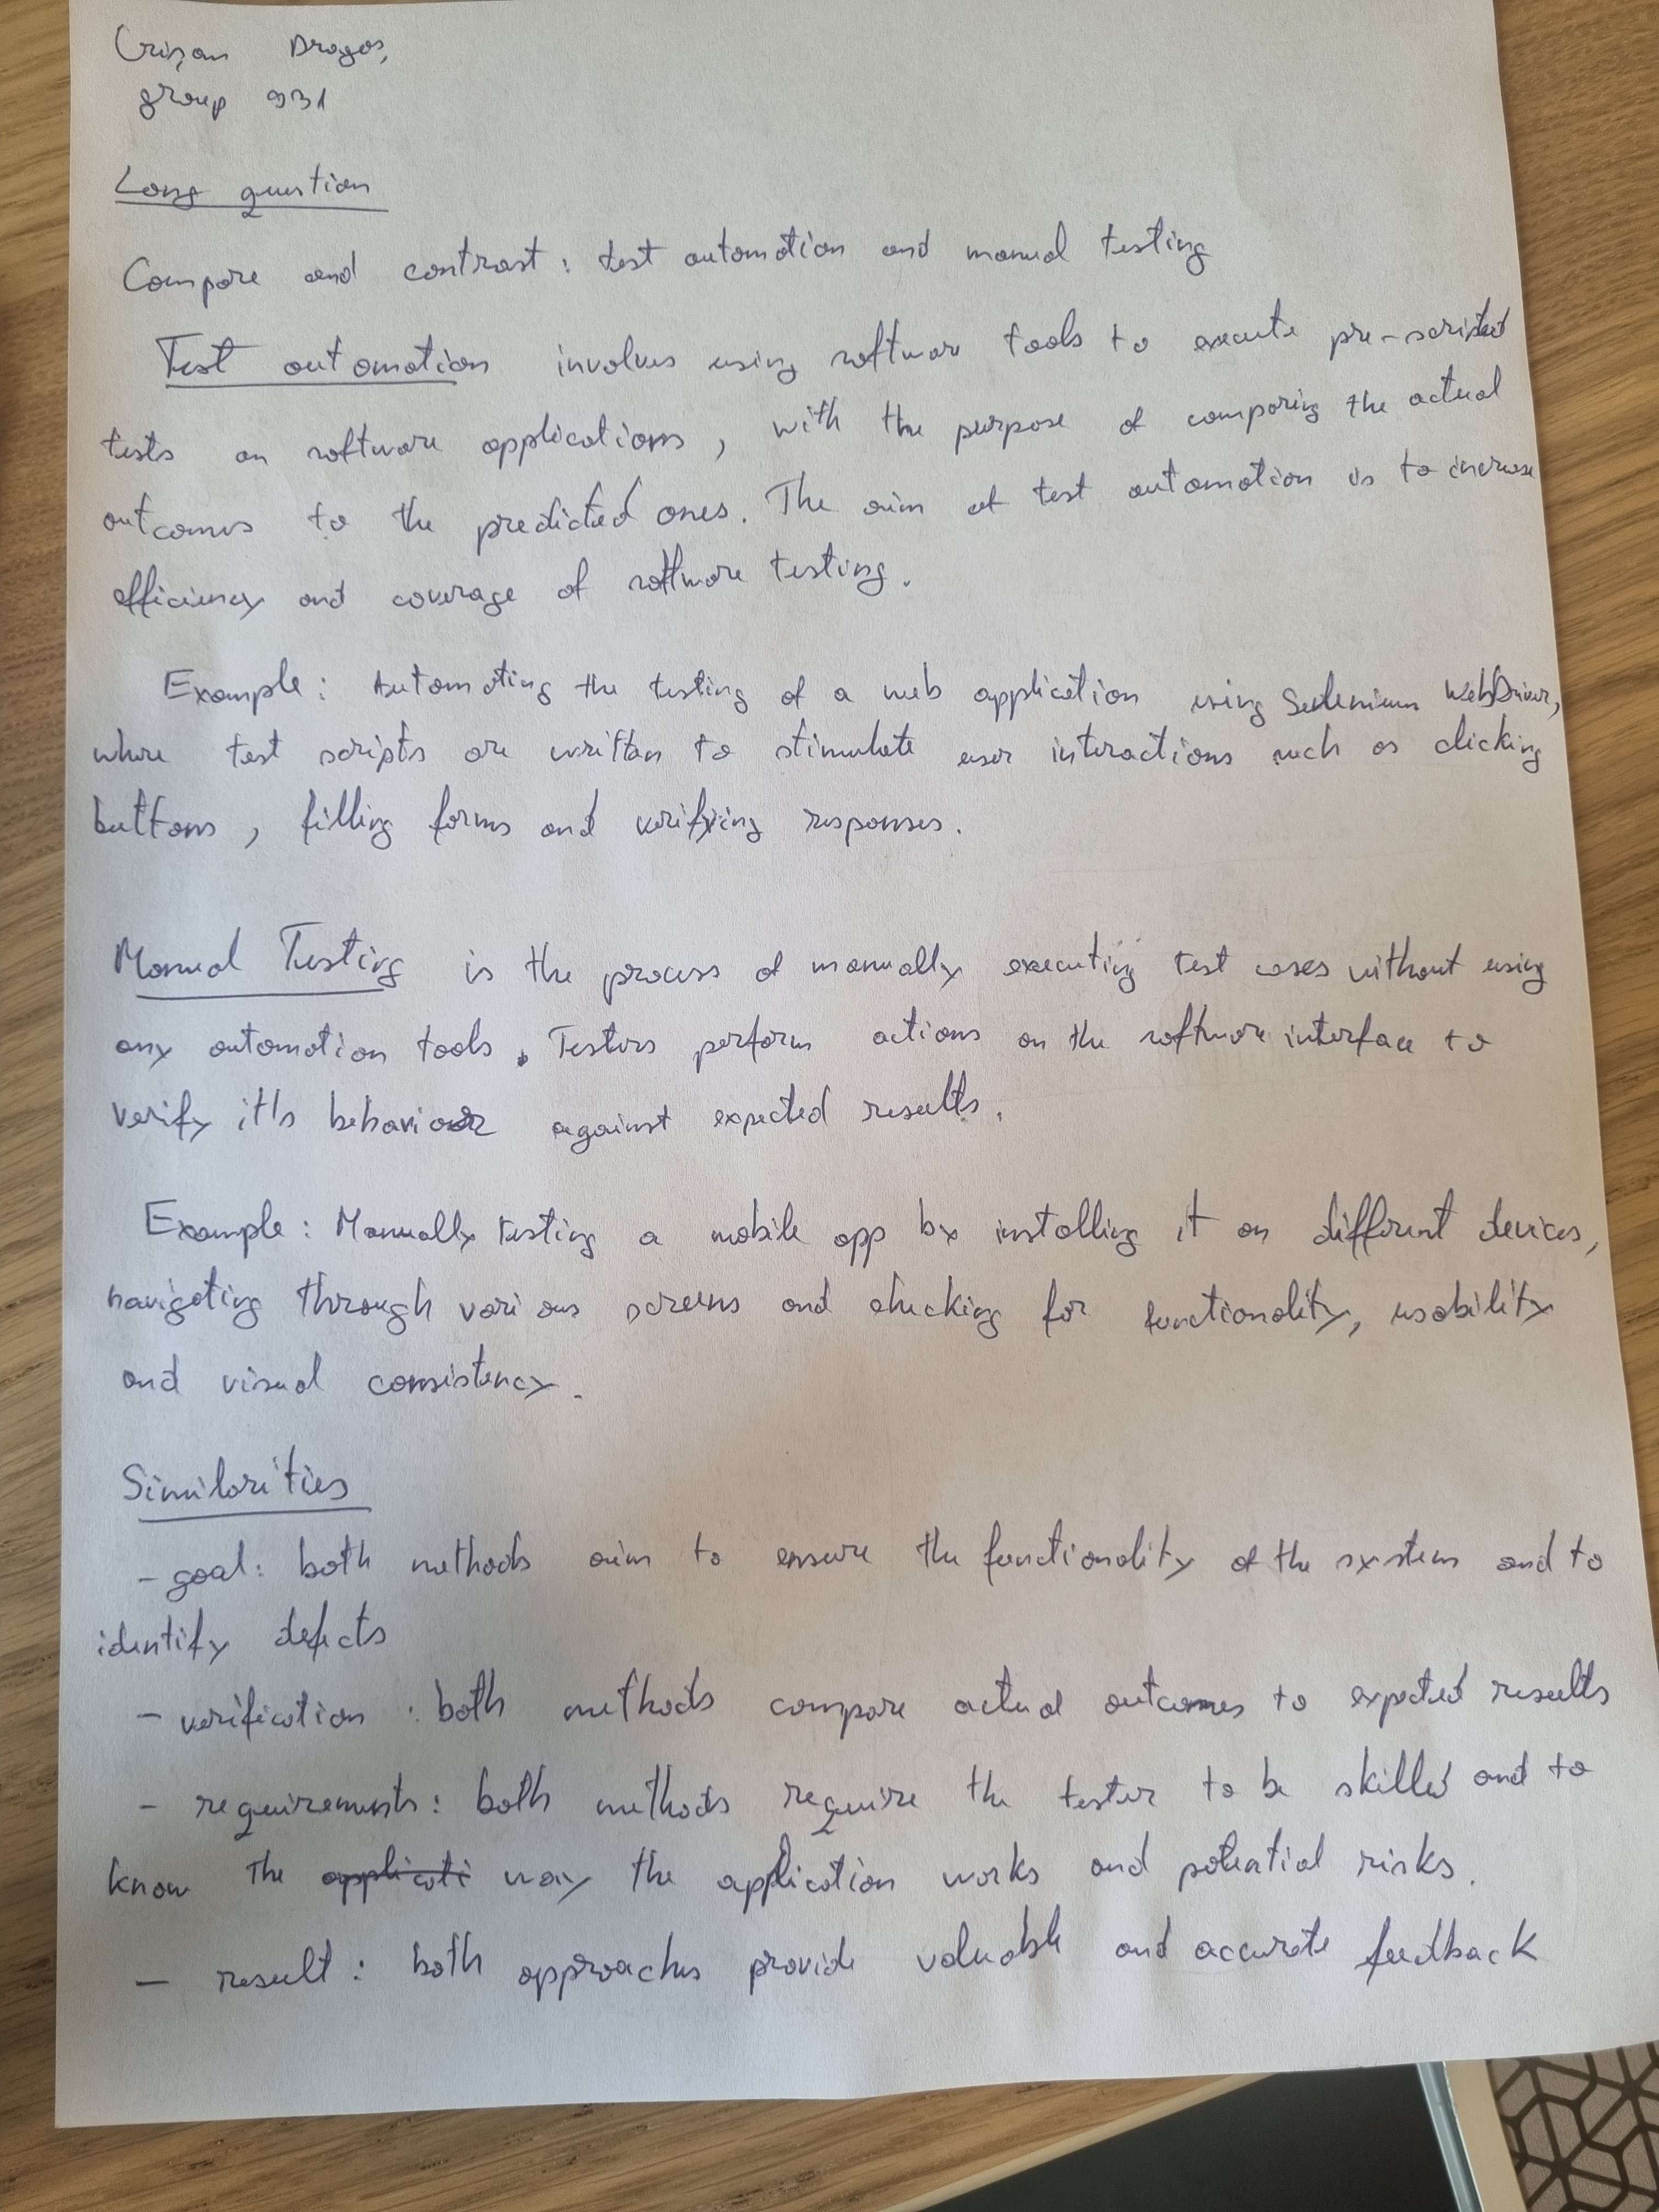 Crișan Dragoș,
group 931
Long question
Compare and contrast: test automation and manual testing
Test automation involves using software tools to execute pre-scripted
tests on software applications, with the purpose of comparing the actual
outcomes to the predicted ones. The aim of test automation is to increase
efficiency and coverage of software testing.
Example: Automating the testing of a web application using Selenium WebDriver,
where test scripts are written to stimulate user interactions such as clicking
buttons, filling forms and verifying responses.
Manual Testing is the process of manually executing test cases without using
any automation tools. Testers perform actions on the software interface to
verify it's behaviour against expected results.
Example: Manually testing a mobile app by installing it on different devices,
navigating through various screens and checking for functionality, usability
and visual consistency.
Similarities
- goal: both methods aim to ensure the functionality of the system and to
identify defects
- verification: both methods compare actual outcomes to expected results
- requirements: both methods require the tester to be skilled and to
know the applicati way the application works and potential risks.
- result: both approaches provide valuable and accurate feedback